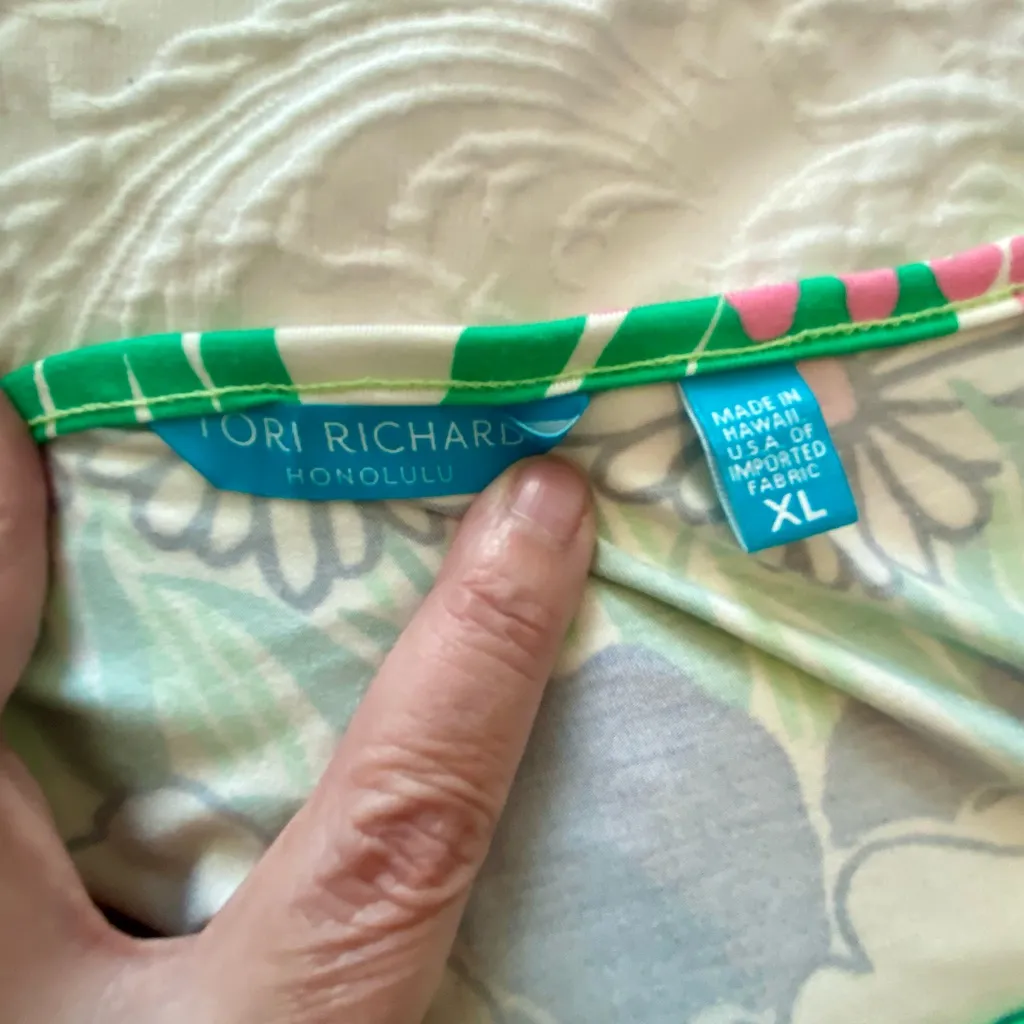 TORI RICHARD
HONOLULU
MADE IN
HAWAII
U.S.A. OF
IMPORTED
FABRIC
XL